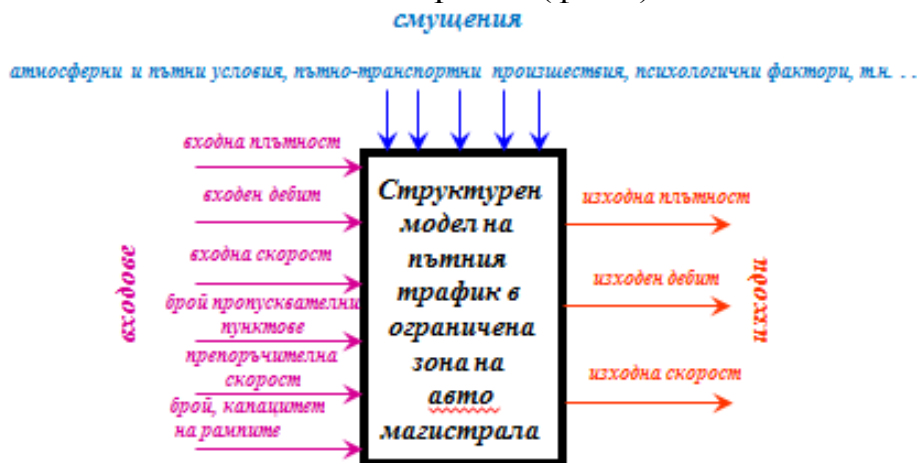 смущения
атмосферни и пътни условия, пътно-транспортни произшествия, психологични фактори, т.н. . .
входове
входна плътност
входен дебит
входна скорост
брой пропускателни
пунктове
препоръчителна
скорост
брой, капацитет
на рампите
Структурен
модел на
пътния
трафик в
ограничена
зона на
авто
магистрала
изходна плътност
изходен дебит
изходна скорост
изходи